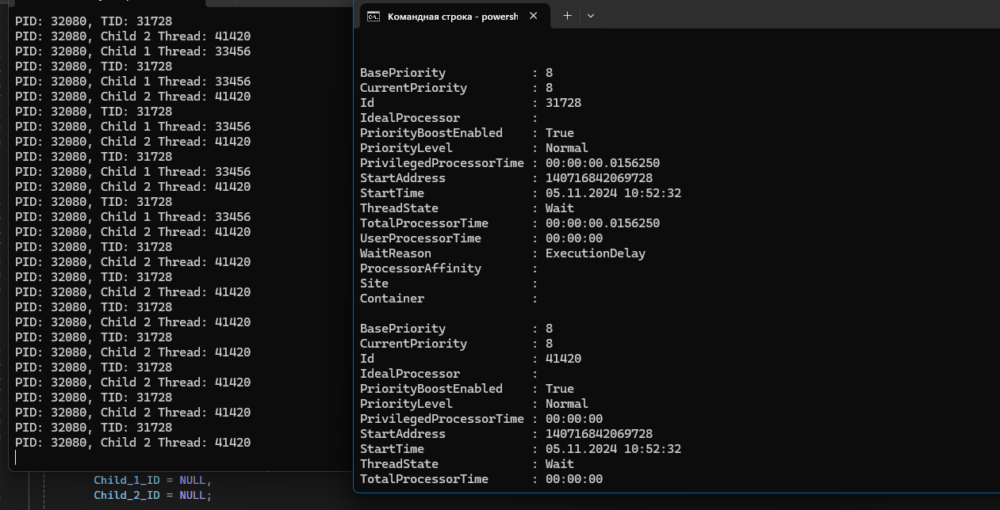 PID: 32080, TID: 31728
PID: 32080, Child 2 Thread: 41420
PID: 32080, Child 1 Thread: 33456
PID: 32080, TID: 31728
PID: 32080, Child 1 Thread: 33456
PID: 32080, Child 2 Thread: 41420
PID: 32080, TID: 31728
PID: 32080, Child 1 Thread: 33456
PID: 32080, Child 2 Thread: 41420
PID: 32080, TID: 31728
PID: 32080, Child 1 Thread: 33456
PID: 32080, Child 2 Thread: 41420
PID: 32080, TID: 31728
PID: 32080, Child 1 Thread: 33456
PID: 32080, Child 2 Thread: 41420
PID: 32080, TID: 31728
PID: 32080, Child 2 Thread: 41420
PID: 32080, TID: 31728
PID: 32080, Child 2 Thread: 41420
PID: 32080, TID: 31728
PID: 32080, Child 2 Thread: 41420
PID: 32080, TID: 31728
PID: 32080, Child 2 Thread: 41420
PID: 32080, TID: 31728
PID: 32080, Child 2 Thread: 41420
PID: 32080, TID: 31728
PID: 32080, Child 2 Thread: 41420
PID: 32080, TID: 31728
PID: 32080, Child 2 Thread: 41420
Child_1_ID = NULL,
Child_2_ID = NULL;
Командная строка - powersh
BasePriority : 8
CurrentPriority : 8
Id : 31728
IdealProcessor :
PriorityBoostEnabled : True
PriorityLevel : Normal
PrivilegedProcessorTime : 00:00:00.0156250
StartAddress : 140716842069728
StartTime : 05.11.2024 10:52:32
ThreadState : Wait
TotalProcessorTime : 00:00:00.0156250
UserProcessorTime : 00:00:00
WaitReason : ExecutionDelay
ProcessorAffinity :
Site :
Container :
BasePriority : 8
CurrentPriority : 8
Id : 41420
IdealProcessor :
PriorityBoostEnabled : True
PriorityLevel : Normal
PrivilegedProcessorTime : 00:00:00
StartAddress : 140716842069728
StartTime : 05.11.2024 10:52:32
ThreadState : Wait
TotalProcessorTime : 00:00:00